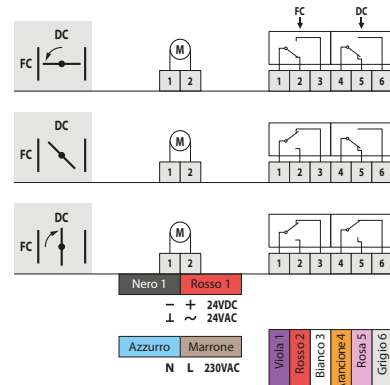 FC DC
DC
FC
M
1 2
1 2 3 4 5 6
DC
FC
M
1 2
1 2 3 4 5 6
DC
FC
M
1 2
1 2 3 4 5 6
Nero 1 Rosso 1
− + 24VDC
⊥ ~ 24VAC
Azzurro Marrone
N L 230VAC
Viola 1
Rosso 2
Bianco 3
Arancione 4
Rosa 5
Grigio 6